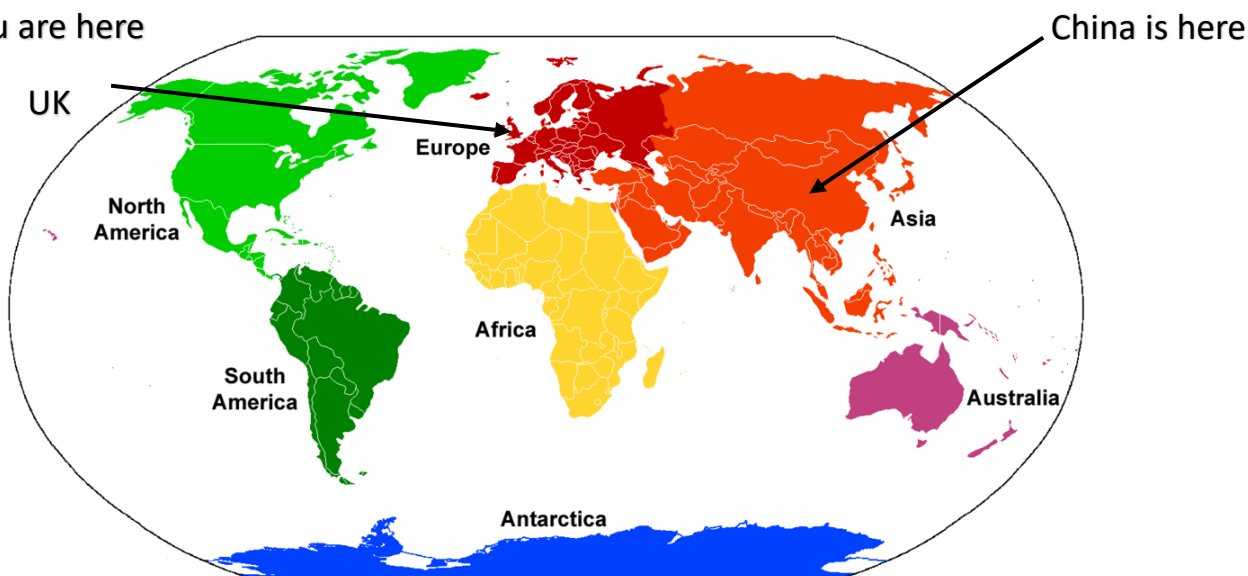 are here
China is here
UK
Europe
North
America
Asia
Africa
South
America
Australia
Antarctica